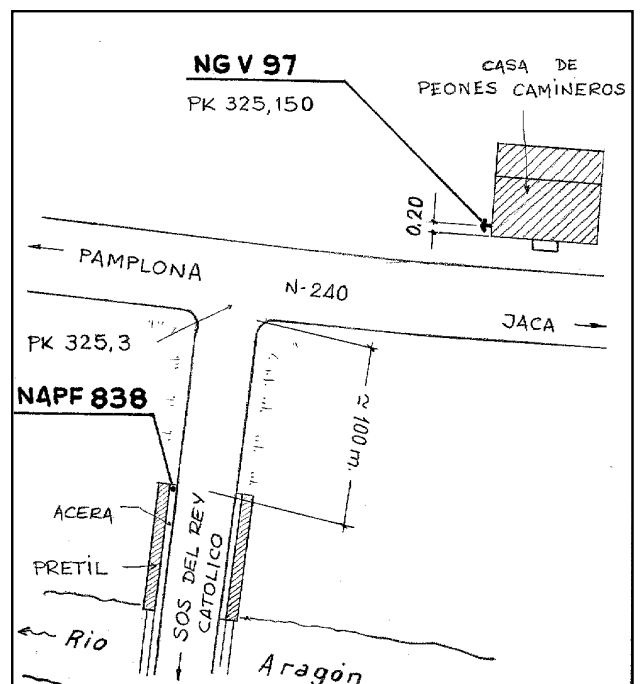 NGV 97
PK 325,150
CASA DE
PEONES CAMINEROS
0.20
PAMPLONA
N-240
JACA
PK 325,3
NAPF 838
≈ 100 m.
ACERA
PRETIL
SOS DEL REY
CATOLICO
Rio
Aragón